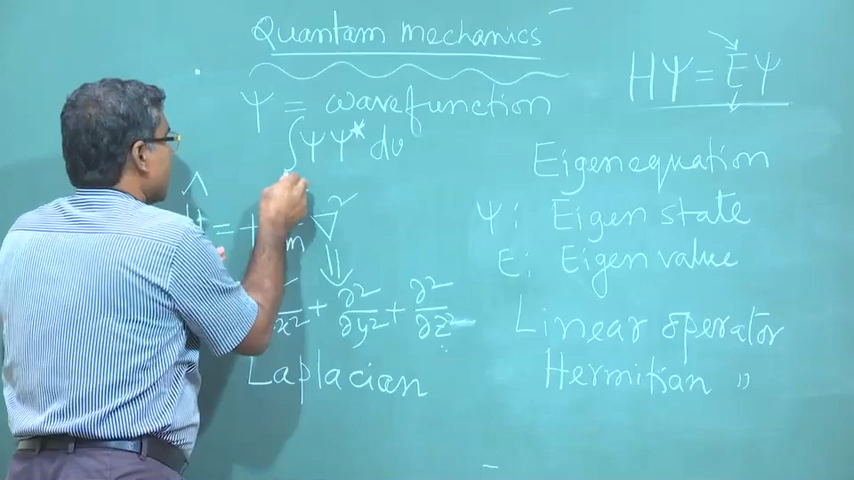 Quantam mechanics
Ψ = wavefunction
∫ΨΨ* dv
= + m ∇²
⇓
∂x² + ∂²/∂y² + ∂²/∂z²
Laplacian
HΨ = EΨ
Eigen equation
Ψ: Eigen state
E: Eigen value
Linear operator
Hermitian "